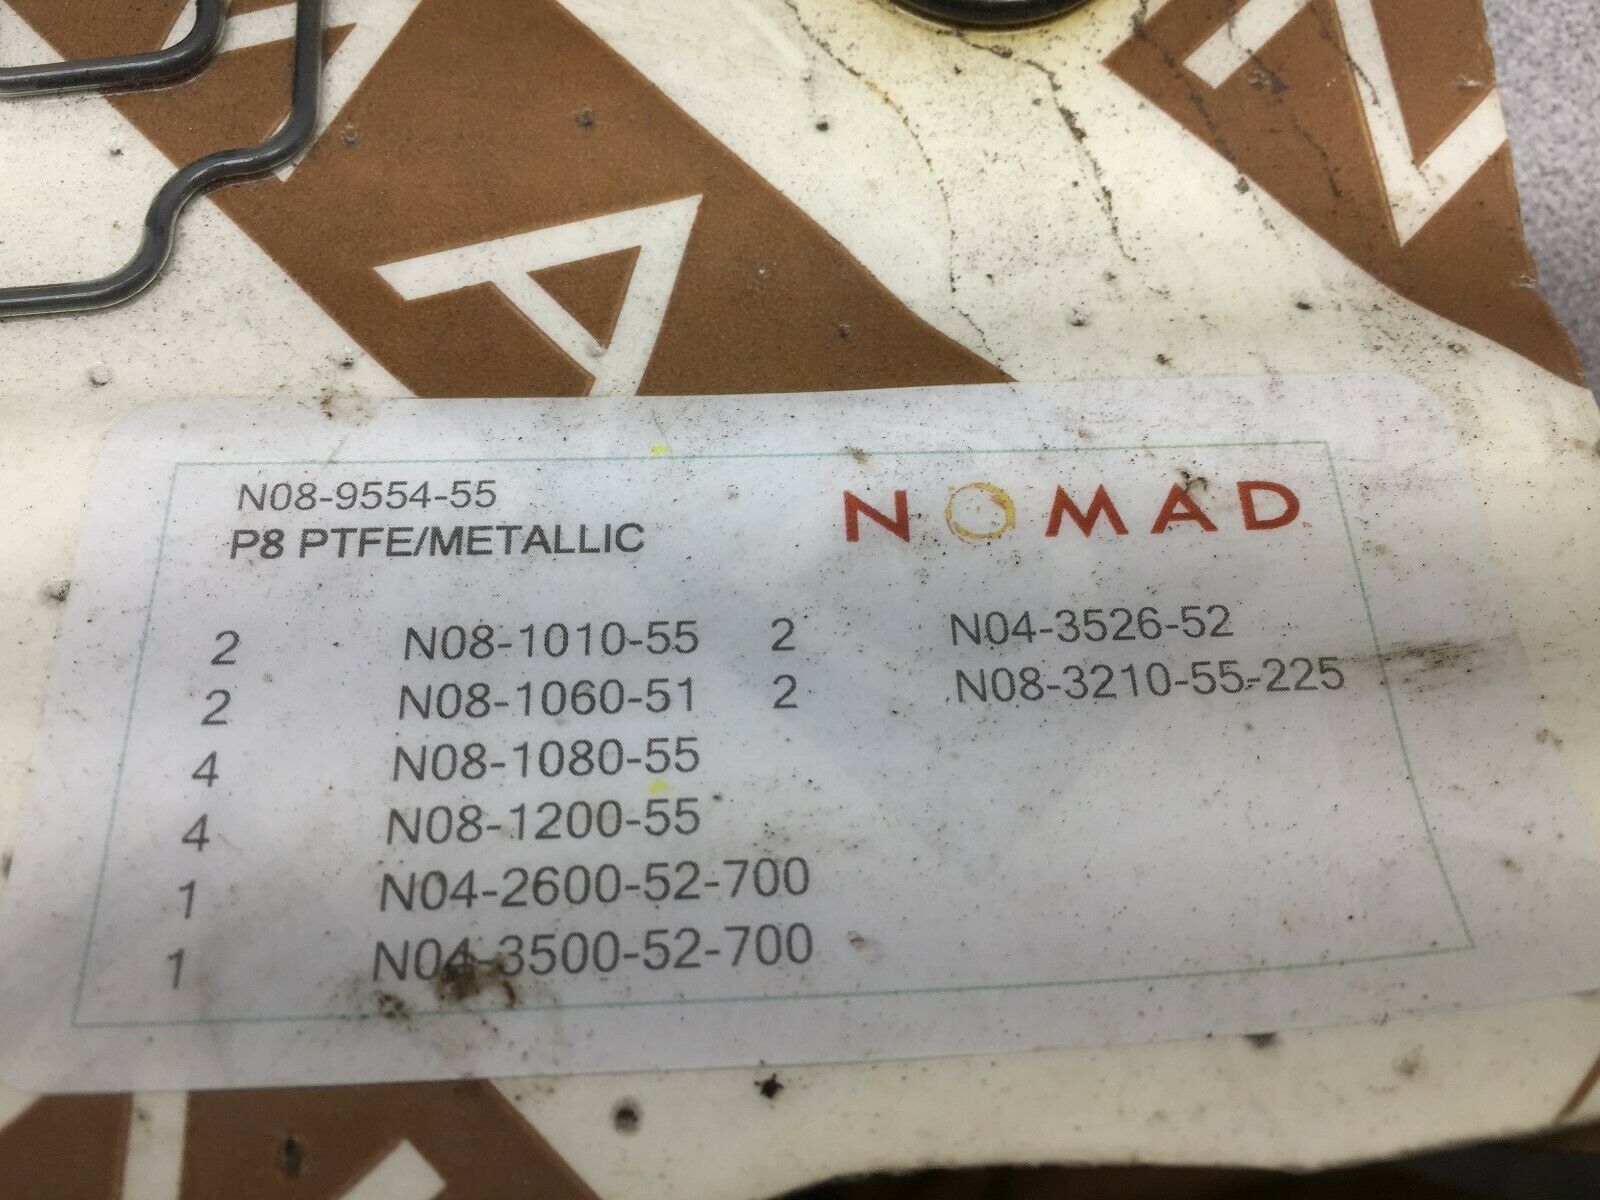 N08-9554-55
P8 PTFE/METALLIC
NOMAD
2 N08-1010-55 2 N04-3526-52
2 N08-1060-51 2 N08-3210-55-225
4 N08-1080-55
4 N08-1200-55
1 N04-2600-52-700
1 N04-3500-52-700